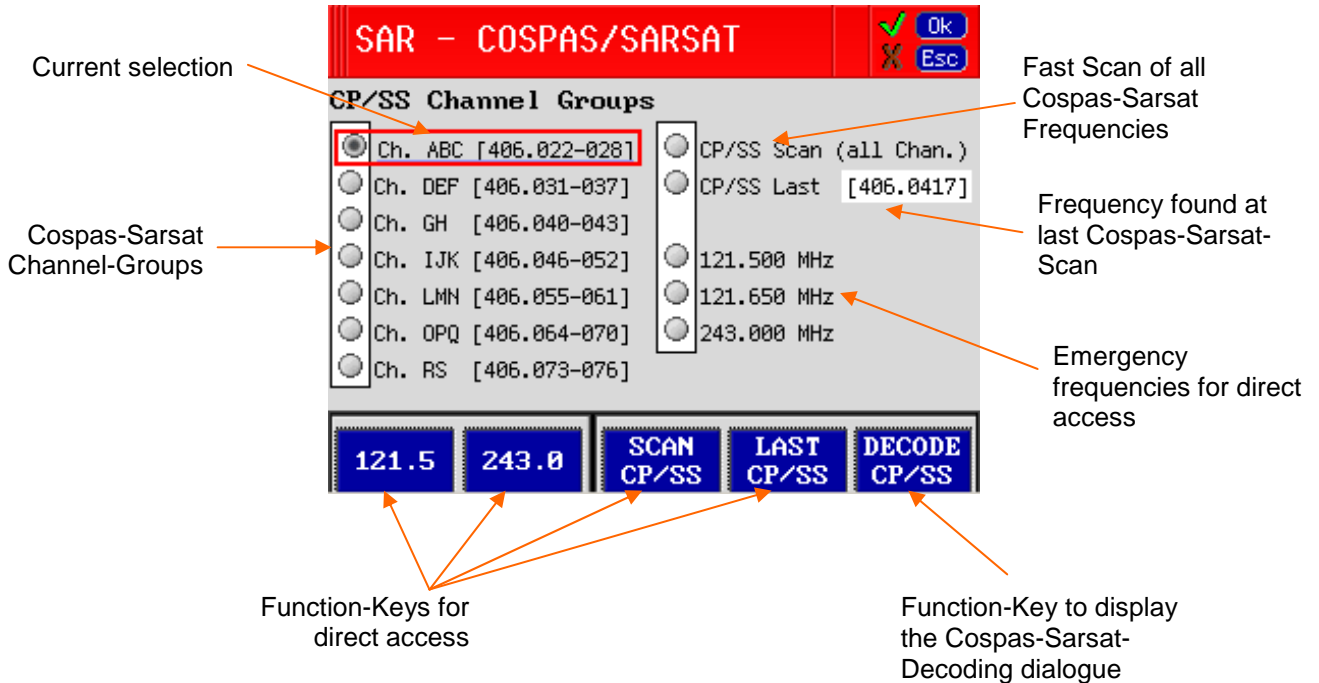 SAR - COSPAS/SARSAT
Ok
Esc
CP/SS Channel Groups
Ch. ABC [406.022-028]
Ch. DEF [406.031-037]
Ch. GH [406.040-043]
Ch. IJK [406.046-052]
Ch. LMN [406.055-061]
Ch. OPQ [406.064-070]
Ch. RS [406.073-076]
CP/SS Scan (all Chan.)
CP/SS Last [406.0417]
121.500 MHz
121.650 MHz
243.000 MHz
121.5
243.0
SCAN
CP/SS
LAST
CP/SS
DECODE
CP/SS
Current selection
Cospas-Sarsat
Channel-Groups
Fast Scan of all
Cospas-Sarsat
Frequencies
Frequency found at
last Cospas-Sarsat-
Scan
Emergency
frequencies for direct
access
Function-Keys for
direct access
Function-Key to display
the Cospas-Sarsat-
Decoding dialogue